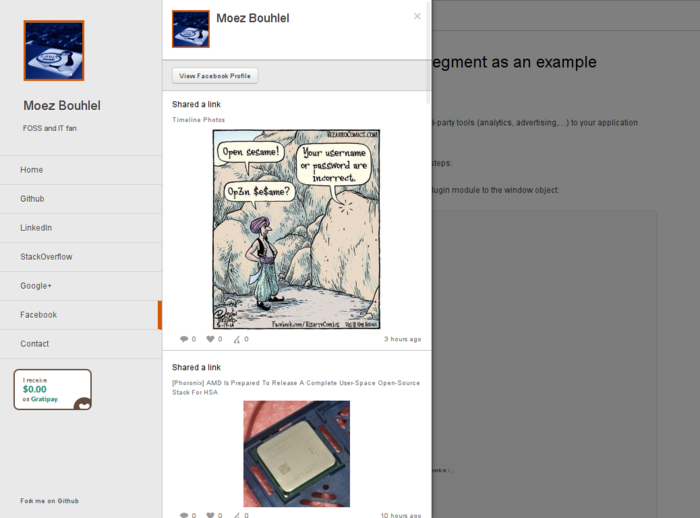 Moez Bouhlel
FOSS and IT fan
Home
Github
LinkedIn
StackOverflow
Google+
Facebook
Contact
I receive
$0.00
on Gratipay.
Fork me on Github
Moez Bouhlel
×
View Facebook Profile
Shared a link
Timeline Photos
BIZARROCOMICS.COM
Open sesame!
Your username
or password are
incorrect.
Op3n $e$ame?
Facebook.com/BizarroComics
0 0 0 3 hours ago
Shared a link
[Phoronix] AMD Is Prepared To Release A Complete User-Space Open-Source
Stack For HSA
0 0 0 10 hours ago
egment as an example
d-party tools (analytics, advertising,...) to your application
steps:
lugin module to the window object: